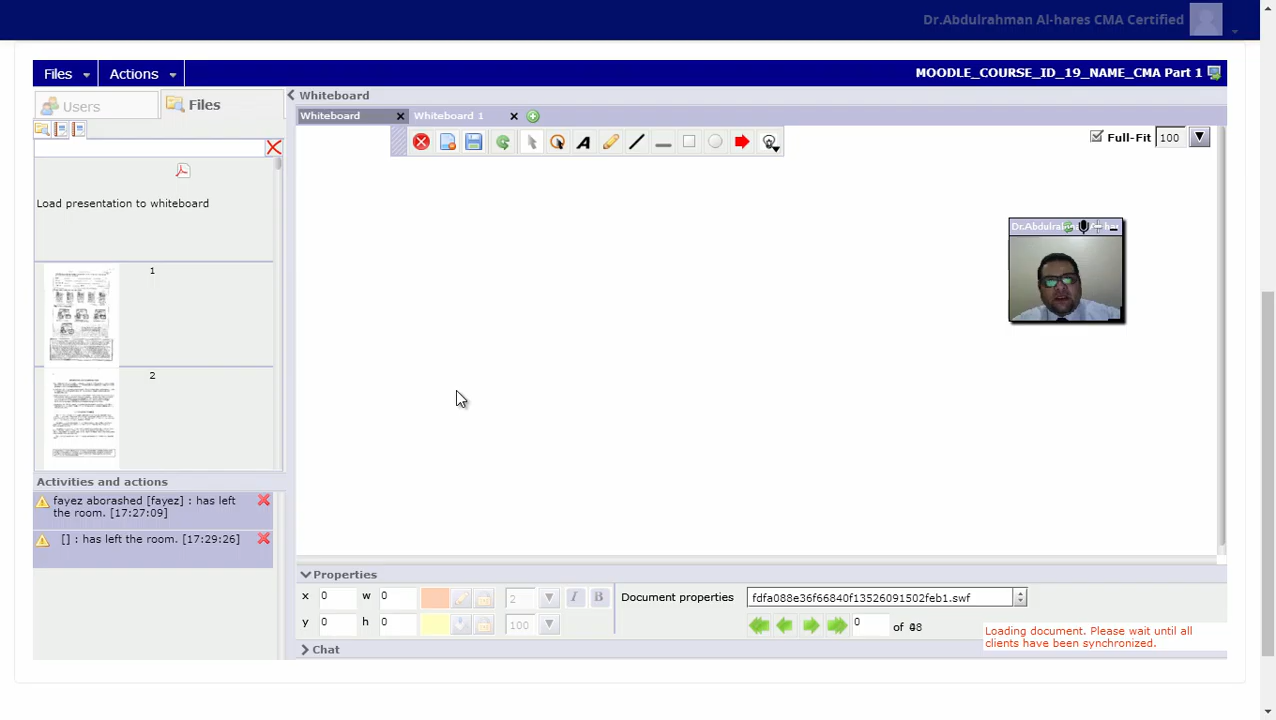 Dr.Abdulrahman Al-hares CMA Certified
Files
Actions
MOODLE_COURSE_ID_19_NAME_CMA Part 1
Users
Files
Whiteboard
Whiteboard
Whiteboard 1
Full-Fit
100
Load presentation to whiteboard
1
2
Dr.Abdulrahman
Activities and actions
fayez aborashed [fayez] : has left
the room. [17:27:09]
[] : has left the room. [17:29:26]
Properties
x 0 w 0 2 I B Document properties fdfa088e36f66840f13526091502feb1.swf
y 0 h 0 100 0 of
Loading document. Please wait until all
clients have been synchronized.
Chat